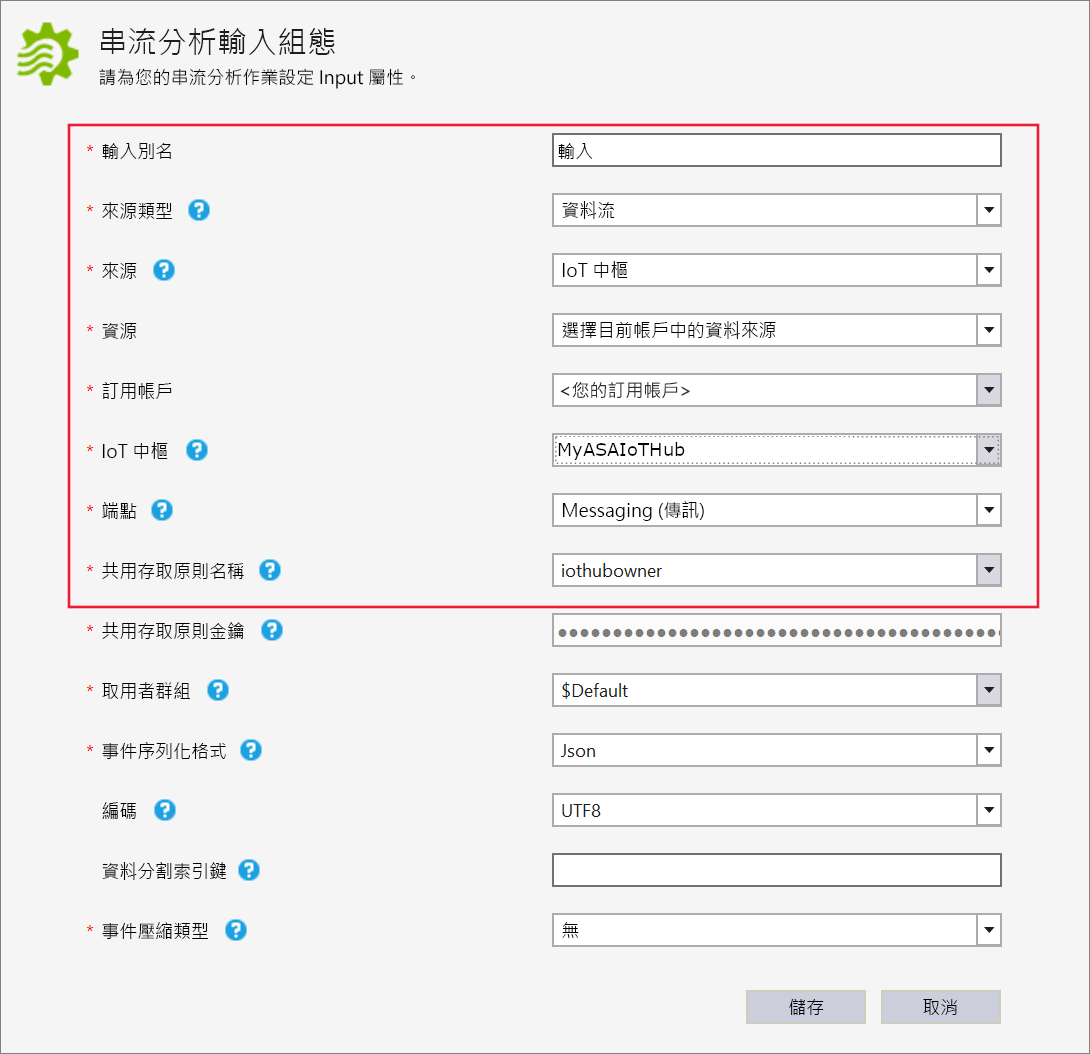 串流分析輸入組態
請為您的串流分析作業設定 Input 屬性。
* 輸入別名 輸入
* 來源類型 ? 資料流
* 來源 ? IoT 中樞
* 資源 選擇目前帳戶中的資料來源
* 訂用帳戶 <您的訂用帳戶>
* IoT 中樞 ? MyASAIoTHub
* 端點 ? Messaging (傳訊)
* 共用存取原則名稱 ? iothubowner
* 共用存取原則金鑰 ? ●●●●●●●●●●●●●●●●●●●●●●●●●●●●●●●●●●●●●●●●
* 取用者群組 ? $Default
* 事件序列化格式 ? Json
編碼 ? UTF8
資料分割索引鍵 ?
* 事件壓縮類型 ? 無
儲存 取消